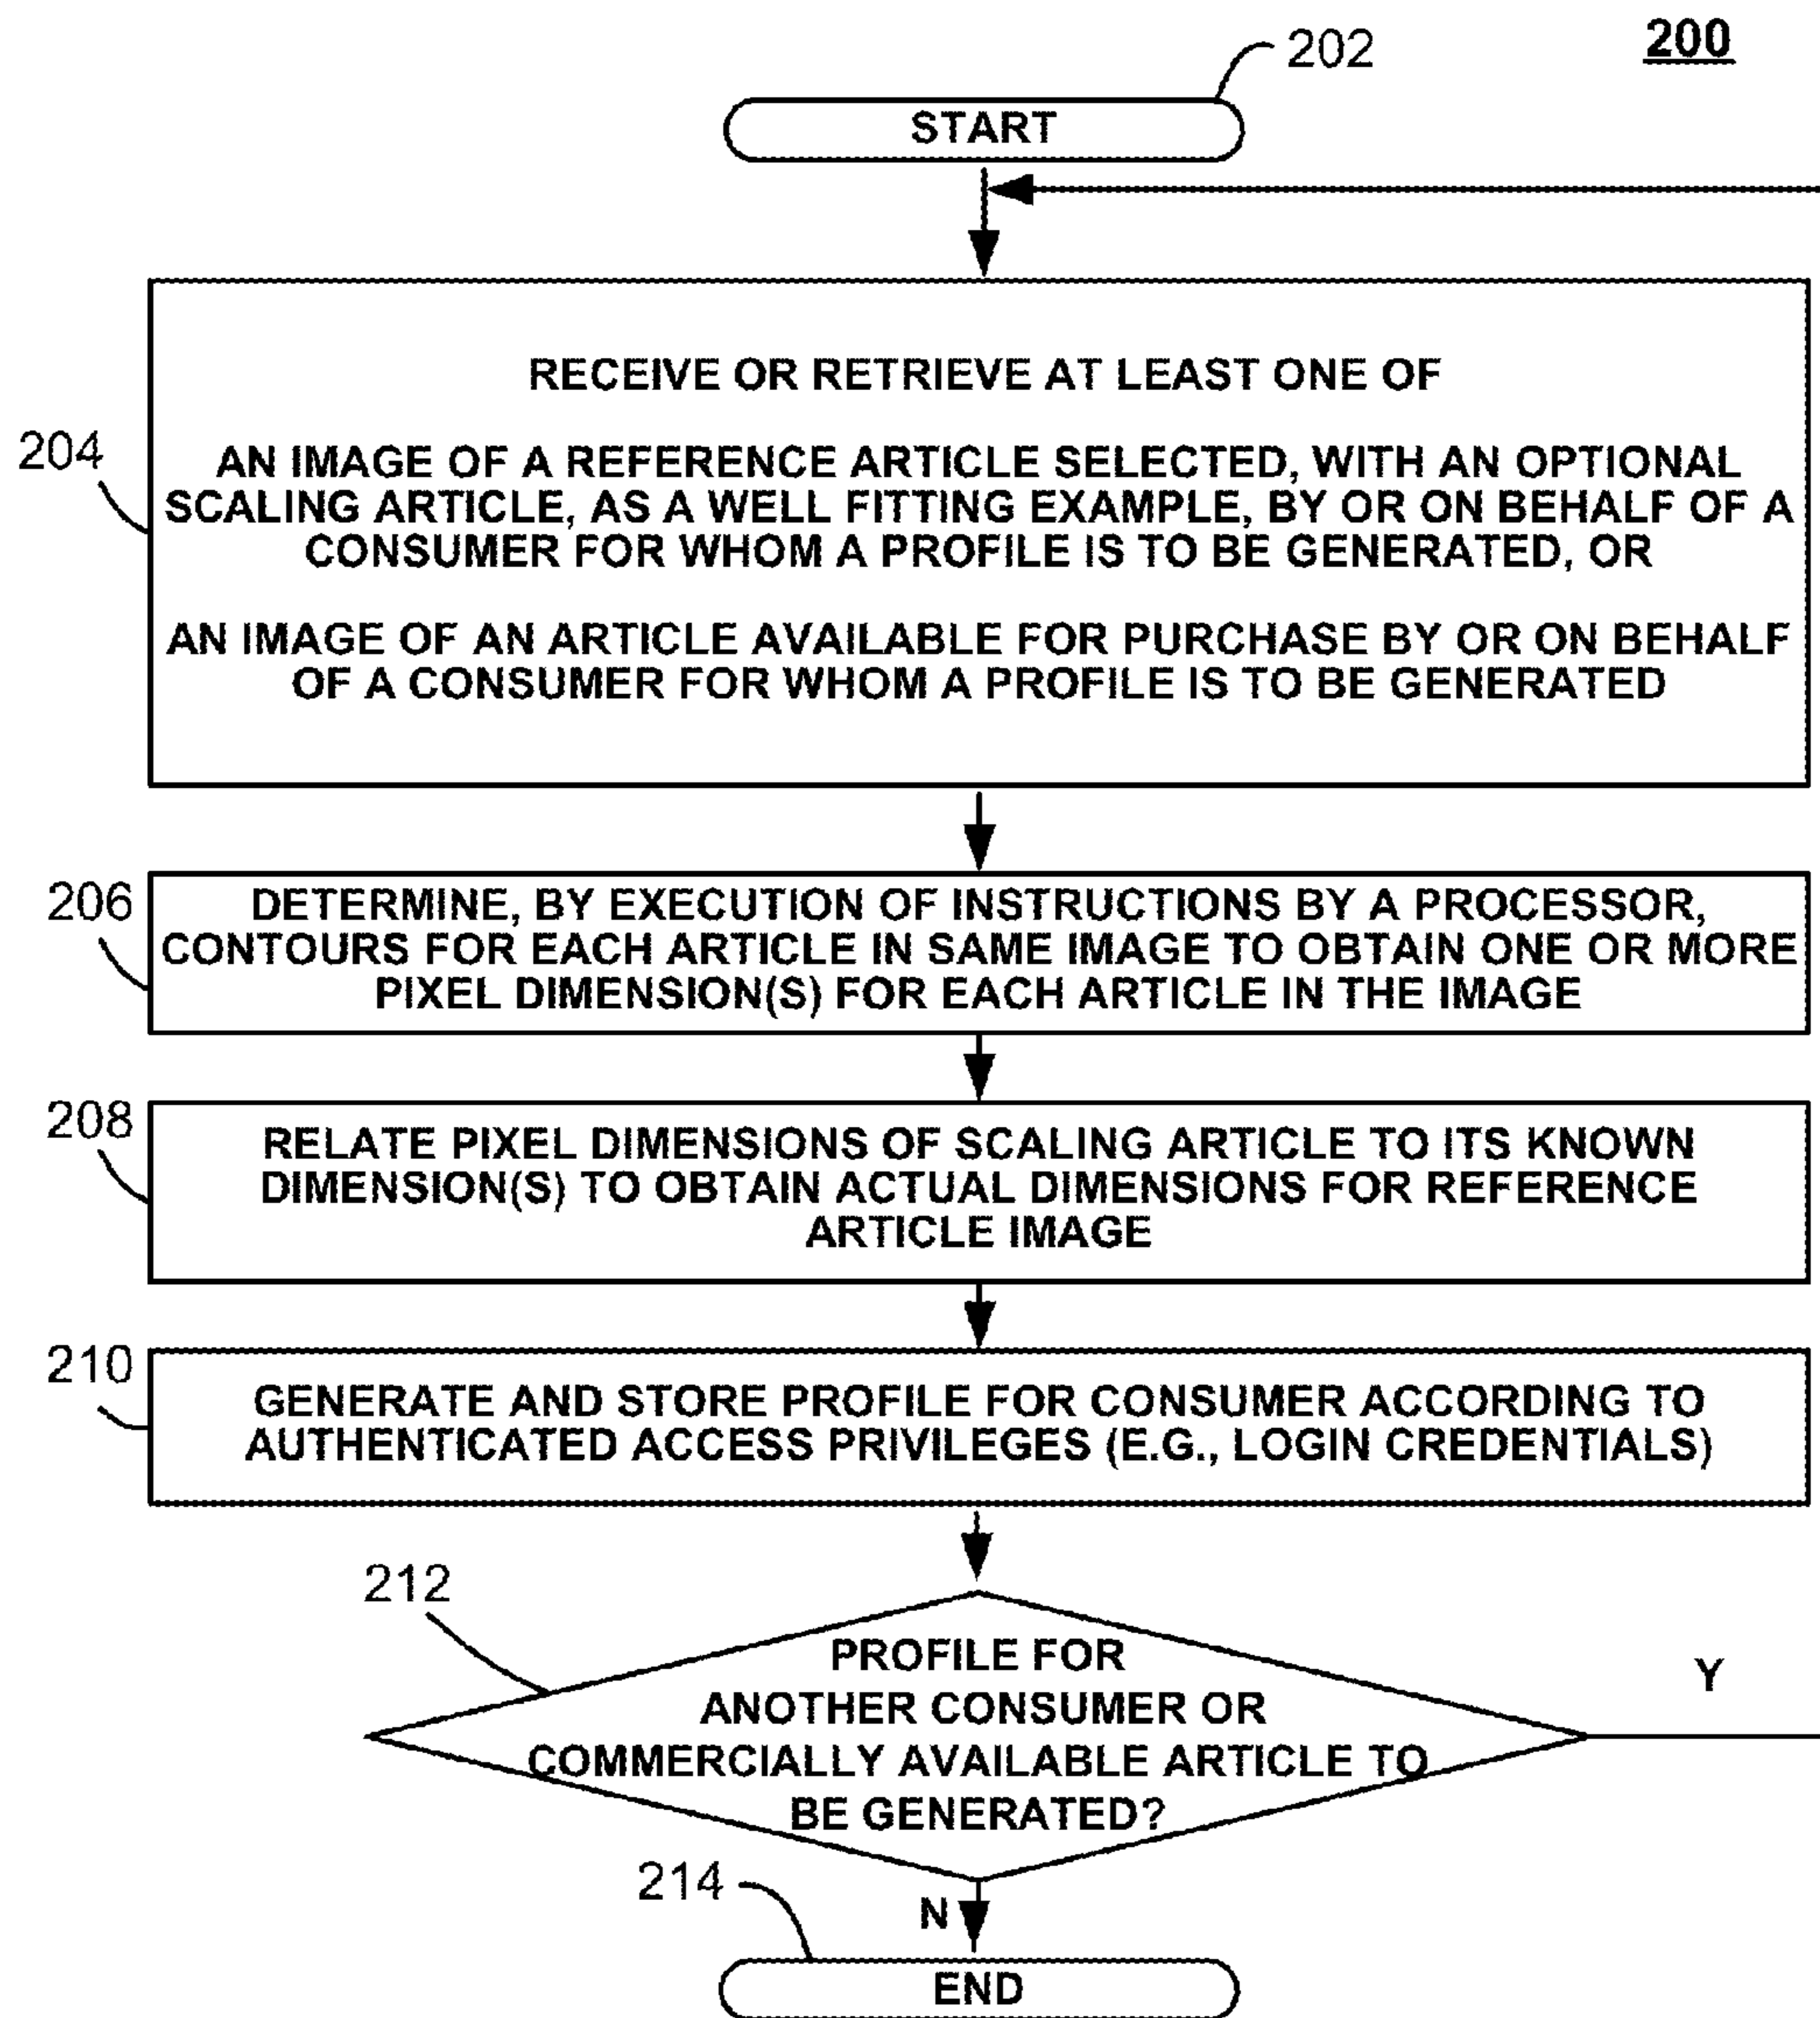 200
202
START
204
RECEIVE OR RETRIEVE AT LEAST ONE OF
AN IMAGE OF A REFERENCE ARTICLE SELECTED, WITH AN OPTIONAL
SCALING ARTICLE, AS A WELL FITTING EXAMPLE, BY OR ON BEHALF OF A
CONSUMER FOR WHOM A PROFILE IS TO BE GENERATED, OR
AN IMAGE OF AN ARTICLE AVAILABLE FOR PURCHASE BY OR ON BEHALF
OF A CONSUMER FOR WHOM A PROFILE IS TO BE GENERATED
206
DETERMINE, BY EXECUTION OF INSTRUCTIONS BY A PROCESSOR,
CONTOURS FOR EACH ARTICLE IN SAME IMAGE TO OBTAIN ONE OR MORE
PIXEL DIMENSION(S) FOR EACH ARTICLE IN THE IMAGE
208
RELATE PIXEL DIMENSIONS OF SCALING ARTICLE TO ITS KNOWN
DIMENSION(S) TO OBTAIN ACTUAL DIMENSIONS FOR REFERENCE
ARTICLE IMAGE
210
GENERATE AND STORE PROFILE FOR CONSUMER ACCORDING TO
AUTHENTICATED ACCESS PRIVILEGES (E.G., LOGIN CREDENTIALS)
212
PROFILE FOR
ANOTHER CONSUMER OR
COMMERCIALLY AVAILABLE ARTICLE TO
BE GENERATED?
Y
214
N
END